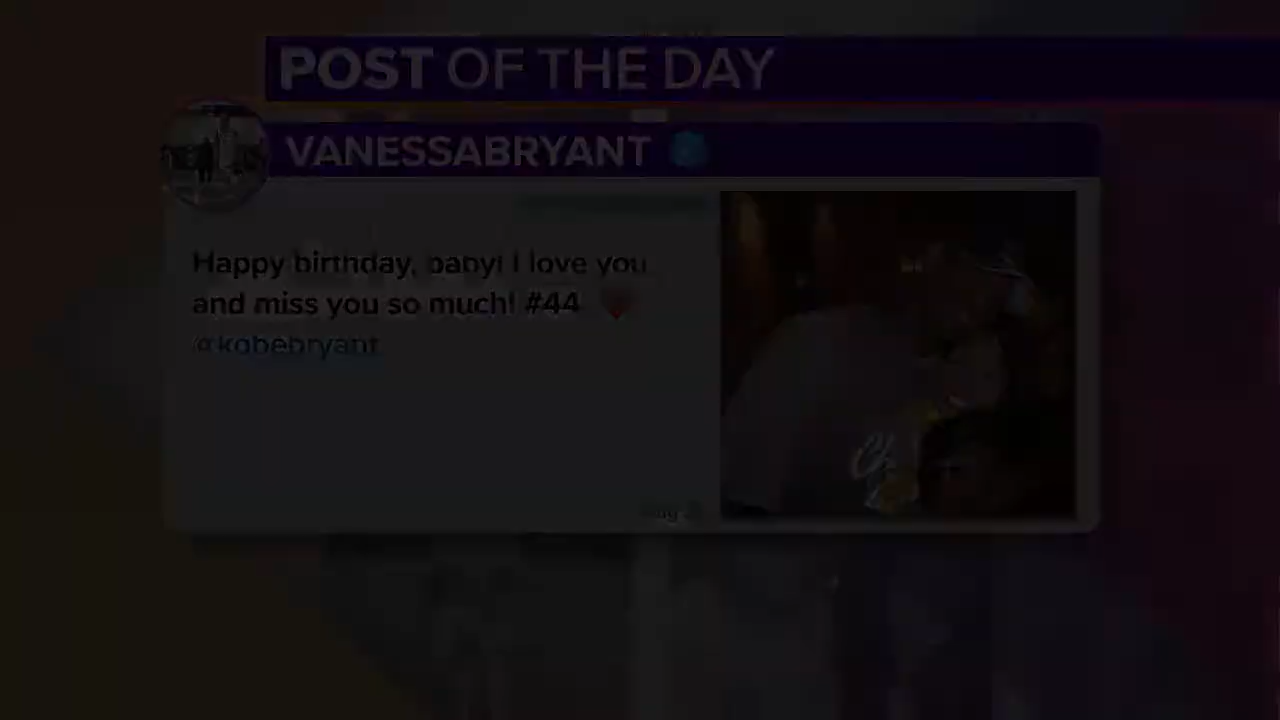 POST OF THE DAY
VANESSABRYANT
Happy birthday, baby! I love you
and miss you so much! #44 ❤️
@kobebryant